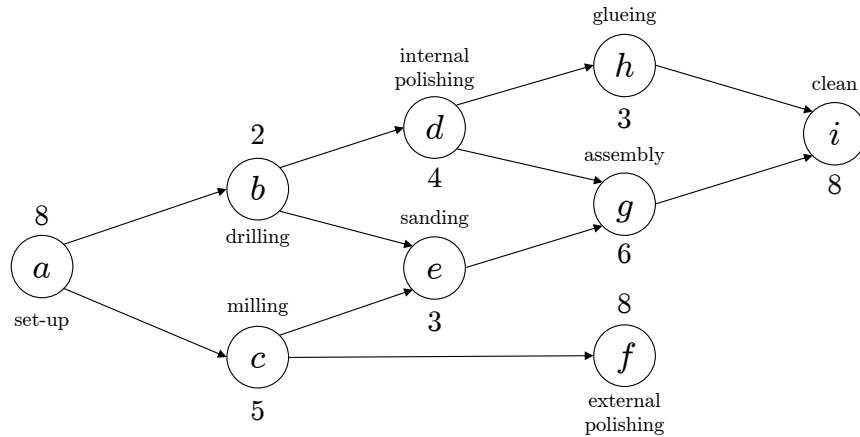 glueing
h
3
internal
polishing
d
4
clean
i
8
2
b
drilling
assembly
g
6
8
a
set-up
sanding
e
3
milling
c
5
8
f
external
polishing